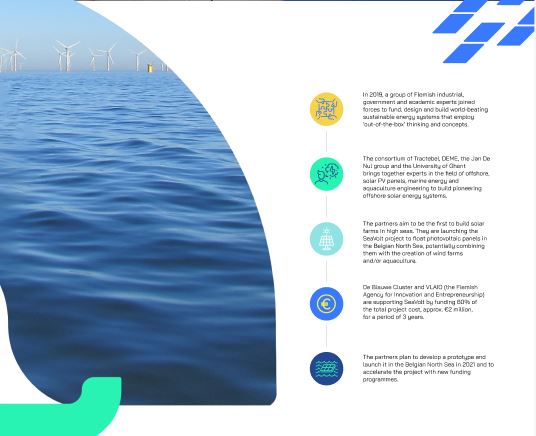 In 2019, a group of Flemish industrial,
government and academic experts joined
forces to fund, design and build world-beating
sustainable energy systems that employ
'out-of-the-box' thinking and concepts.
The consortium of Tractebel, DEME, the Jan De
Nul group and the University of Ghent
brings together experts in the field of offshore,
solar PV panels, marine energy and
aquaculture engineering to build pioneering
offshore solar energy systems.
The partners aim to be the first to build solar
farms in high seas. They are launching the
SeaVolt project to float photovoltaic panels in
the Belgian North Sea, potentially combining
them with the creation of wind farms
and/or aquaculture.
De Blauwe Cluster and VLAIO (the Flemish
Agency for Innovation and Entrepreneurship)
are supporting SeaVolt by funding 60% of
the total project cost, approx. €2 million,
for a period of 3 years.
The partners plan to develop a prototype and
launch it in the Belgian North Sea in 2021 and to
accelerate the project with new funding
programmes.